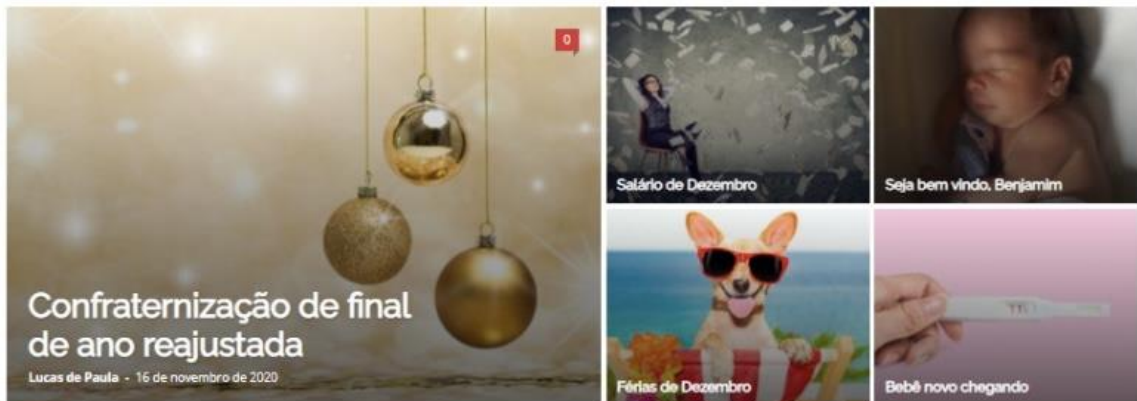 0
Confraternização de final
de ano reajustada
Lucas de Paula - 16 de novembro de 2020
Salário de Dezembro
Seja bem vindo, Benjamim
Férias de Dezembro
Bebê novo chegando